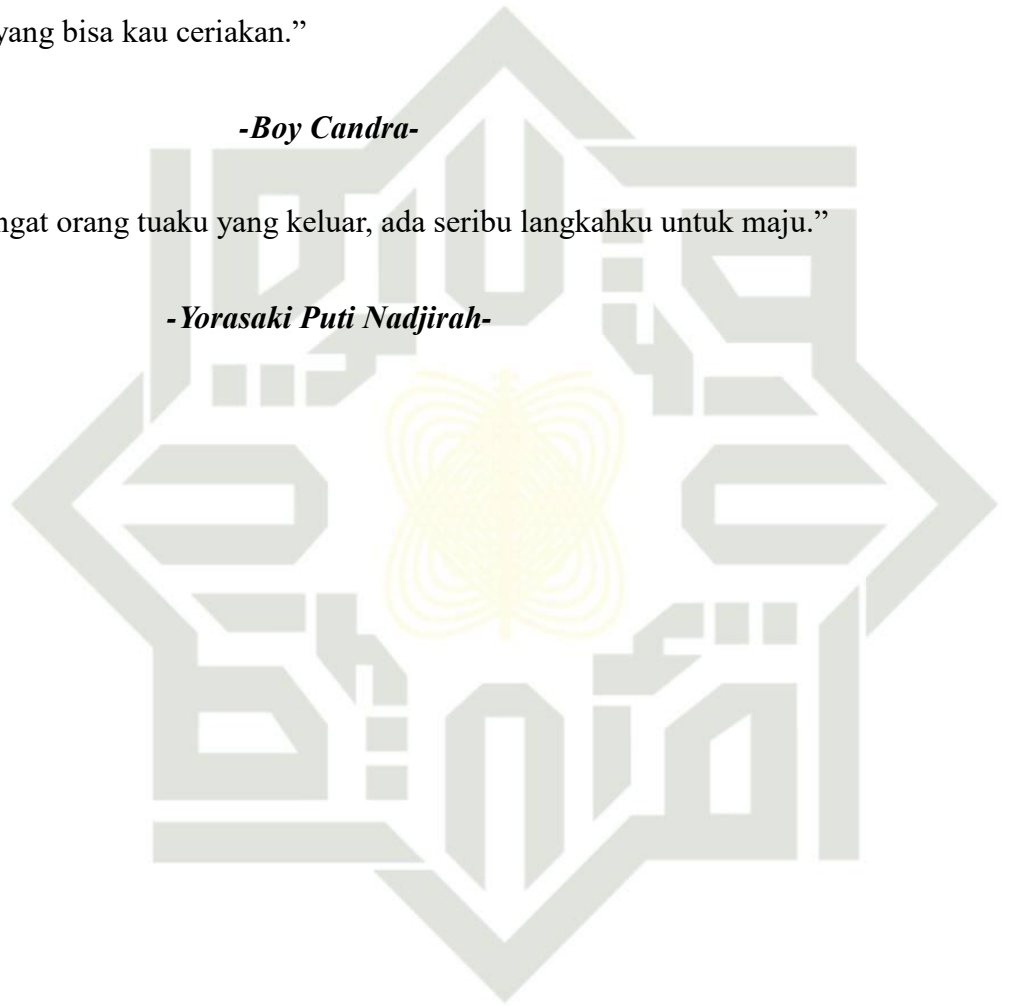 yang bisa kau ceriakan.”
-Boy Candra-
ngat orang tuaku yang keluar, ada seribu langkahku untuk maju.”
-Yorasaki Puti Nadjirah-